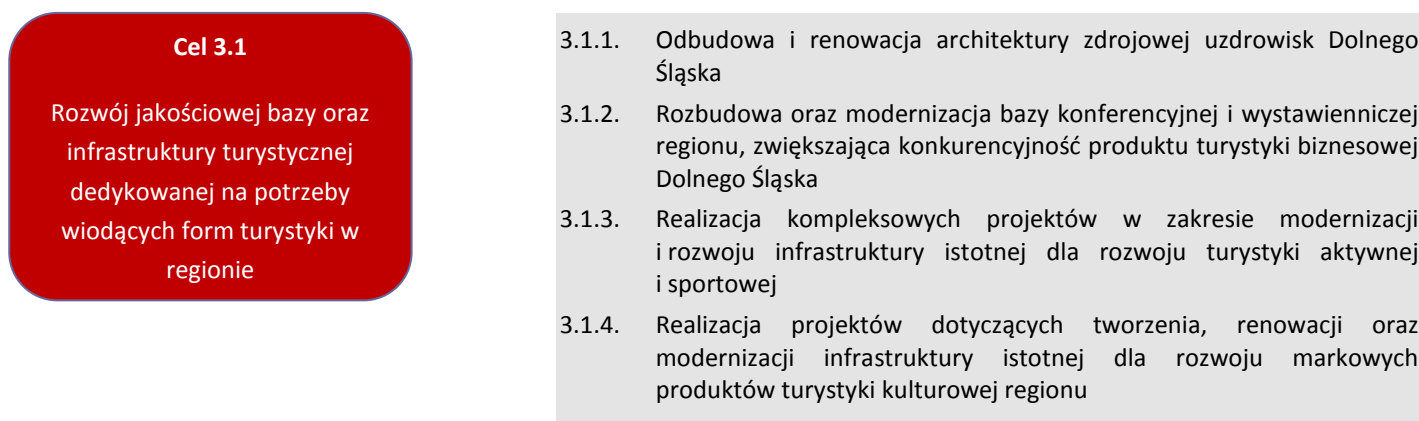 Cel 3.1
Rozwój jakościowej bazy oraz
infrastruktury turystycznej
dedykowanej na potrzeby
wiodących form turystyki w
regionie
3.1.1. Odbudowa i renowacja architektury zdrojowej uzdrowisk Dolnego
Śląska
3.1.2. Rozbudowa oraz modernizacja bazy konferencyjnej i wystawienniczej
regionu, zwiększająca konkurencyjność produktu turystyki biznesowej
Dolnego Śląska
3.1.3. Realizacja kompleksowych projektów w zakresie modernizacji
i rozwoju infrastruktury istotnej dla rozwoju turystyki aktywnej
i sportowej
3.1.4. Realizacja projektów dotyczących tworzenia, renowacji oraz
modernizacji infrastruktury istotnej dla rozwoju markowych
produktów turystyki kulturowej regionu